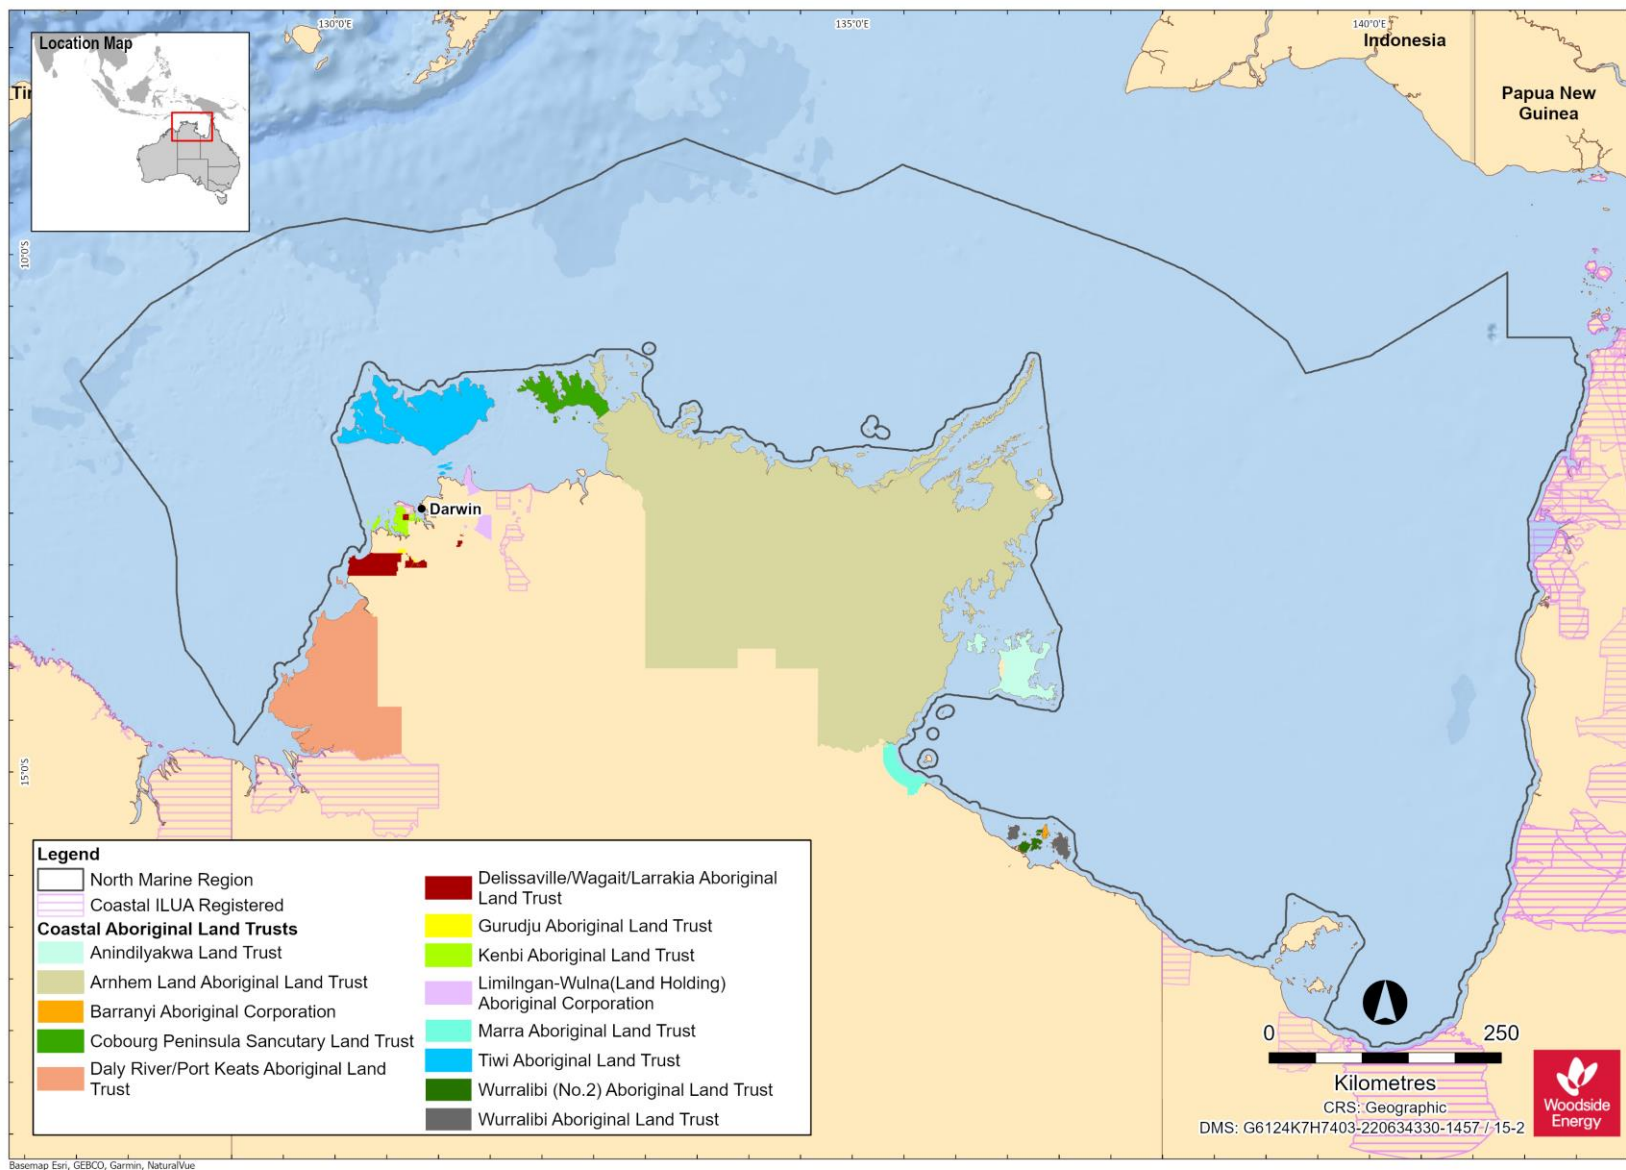 130°0'E
135°0'E
140°0'E
Location Map
Indonesia
Papua New
Guinea
Tir
10°0'S
Darwin
15°0'S
Legend
North Marine Region
Coastal ILUA Registered
Coastal Aboriginal Land Trusts
Anindilyakwa Land Trust
Arnhem Land Aboriginal Land Trust
Barranyi Aboriginal Corporation
Cobourg Peninsula Sancutary Land Trust
Daly River/Port Keats Aboriginal Land
Trust
Delissaville/Wagait/Larrakia Aboriginal
Land Trust
Gurudju Aboriginal Land Trust
Kenbi Aboriginal Land Trust
Limilngan-Wulna(Land Holding)
Aboriginal Corporation
Marra Aboriginal Land Trust
Tiwi Aboriginal Land Trust
Wurralibi (No.2) Aboriginal Land Trust
Wurralibi Aboriginal Land Trust
0 250
Kilometres
CRS: Geographic
DMS: G6124K7H7403-220634330-1457 / 15-2
Woodside
Energy
Basemap Esri, GEBCO, Garmin, NaturalVue